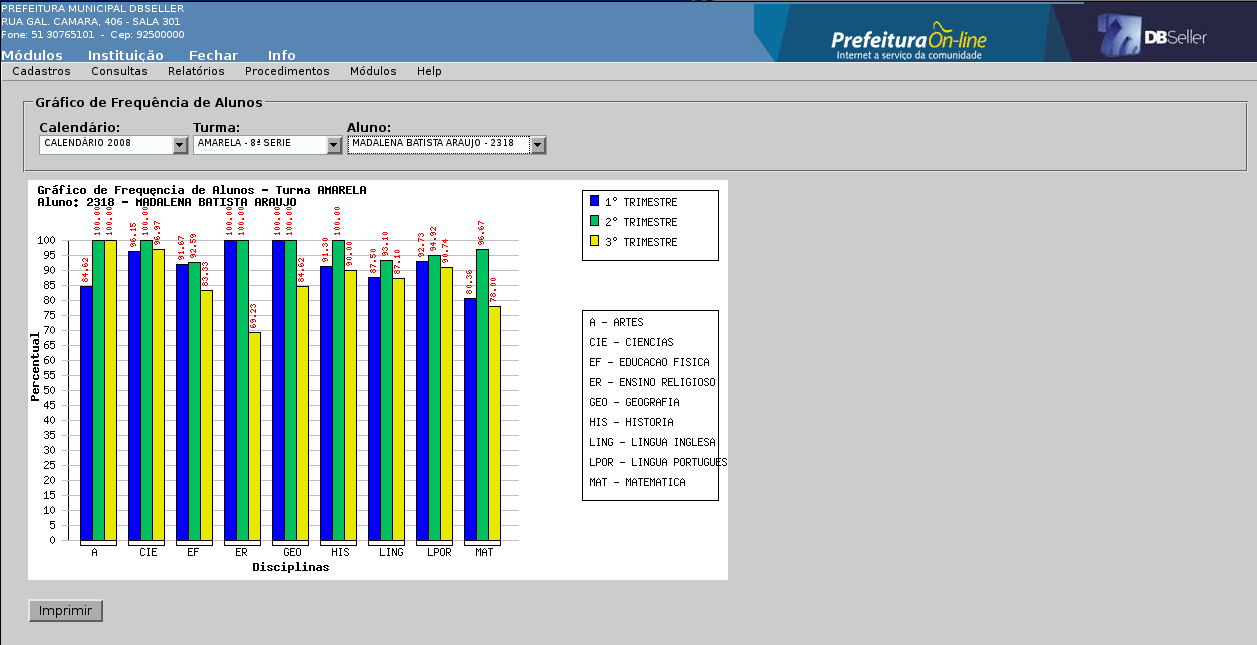 PREFEITURA MUNICIPAL DBSELLER
RUA GAL. CAMARA, 406 - SALA 301
Fone: 51 30765101 - Cep: 92500000
Módulos Instituição Fechar Info
Prefeitura On-line
Internet a serviço da comunidade
DBSeller
Cadastros Consultas Relatórios Procedimentos Módulos Help
Gráfico de Frequência de Alunos
Calendário: Turma: Aluno:
CALENDÁRIO 2008 AMARELA - 8ª SERIE MADALENA BATISTA ARAUJO - 2318
Gráfico de Frequęncia de Alunos - Turma AMARELA
Aluno: 2318 - MADALENA BATISTA ARAUJO
84.62 100.00 100.00
96.15 100.00 96.97
91.67 92.59 83.33
100.00 100.00 69.23
100.00 100.00 84.62
91.30 100.00 90.00
87.50 93.10 87.10
92.73 94.92 90.74
80.36 96.67 78.00
100
95
90
85
80
75
70
65
60
55
50
45
40
35
30
25
20
15
10
5
0
Percentual
A CIE EF ER GEO HIS LING LPOR MAT
Disciplinas
1° TRIMESTRE
2° TRIMESTRE
3° TRIMESTRE
A - ARTES
CIE - CIENCIAS
EF - EDUCACAO FISICA
ER - ENSINO RELIGIOSO
GEO - GEOGRAFIA
HIS - HISTORIA
LING - LINGUA INGLESA
LPOR - LINGUA PORTUGUES
MAT - MATEMATICA
Imprimir